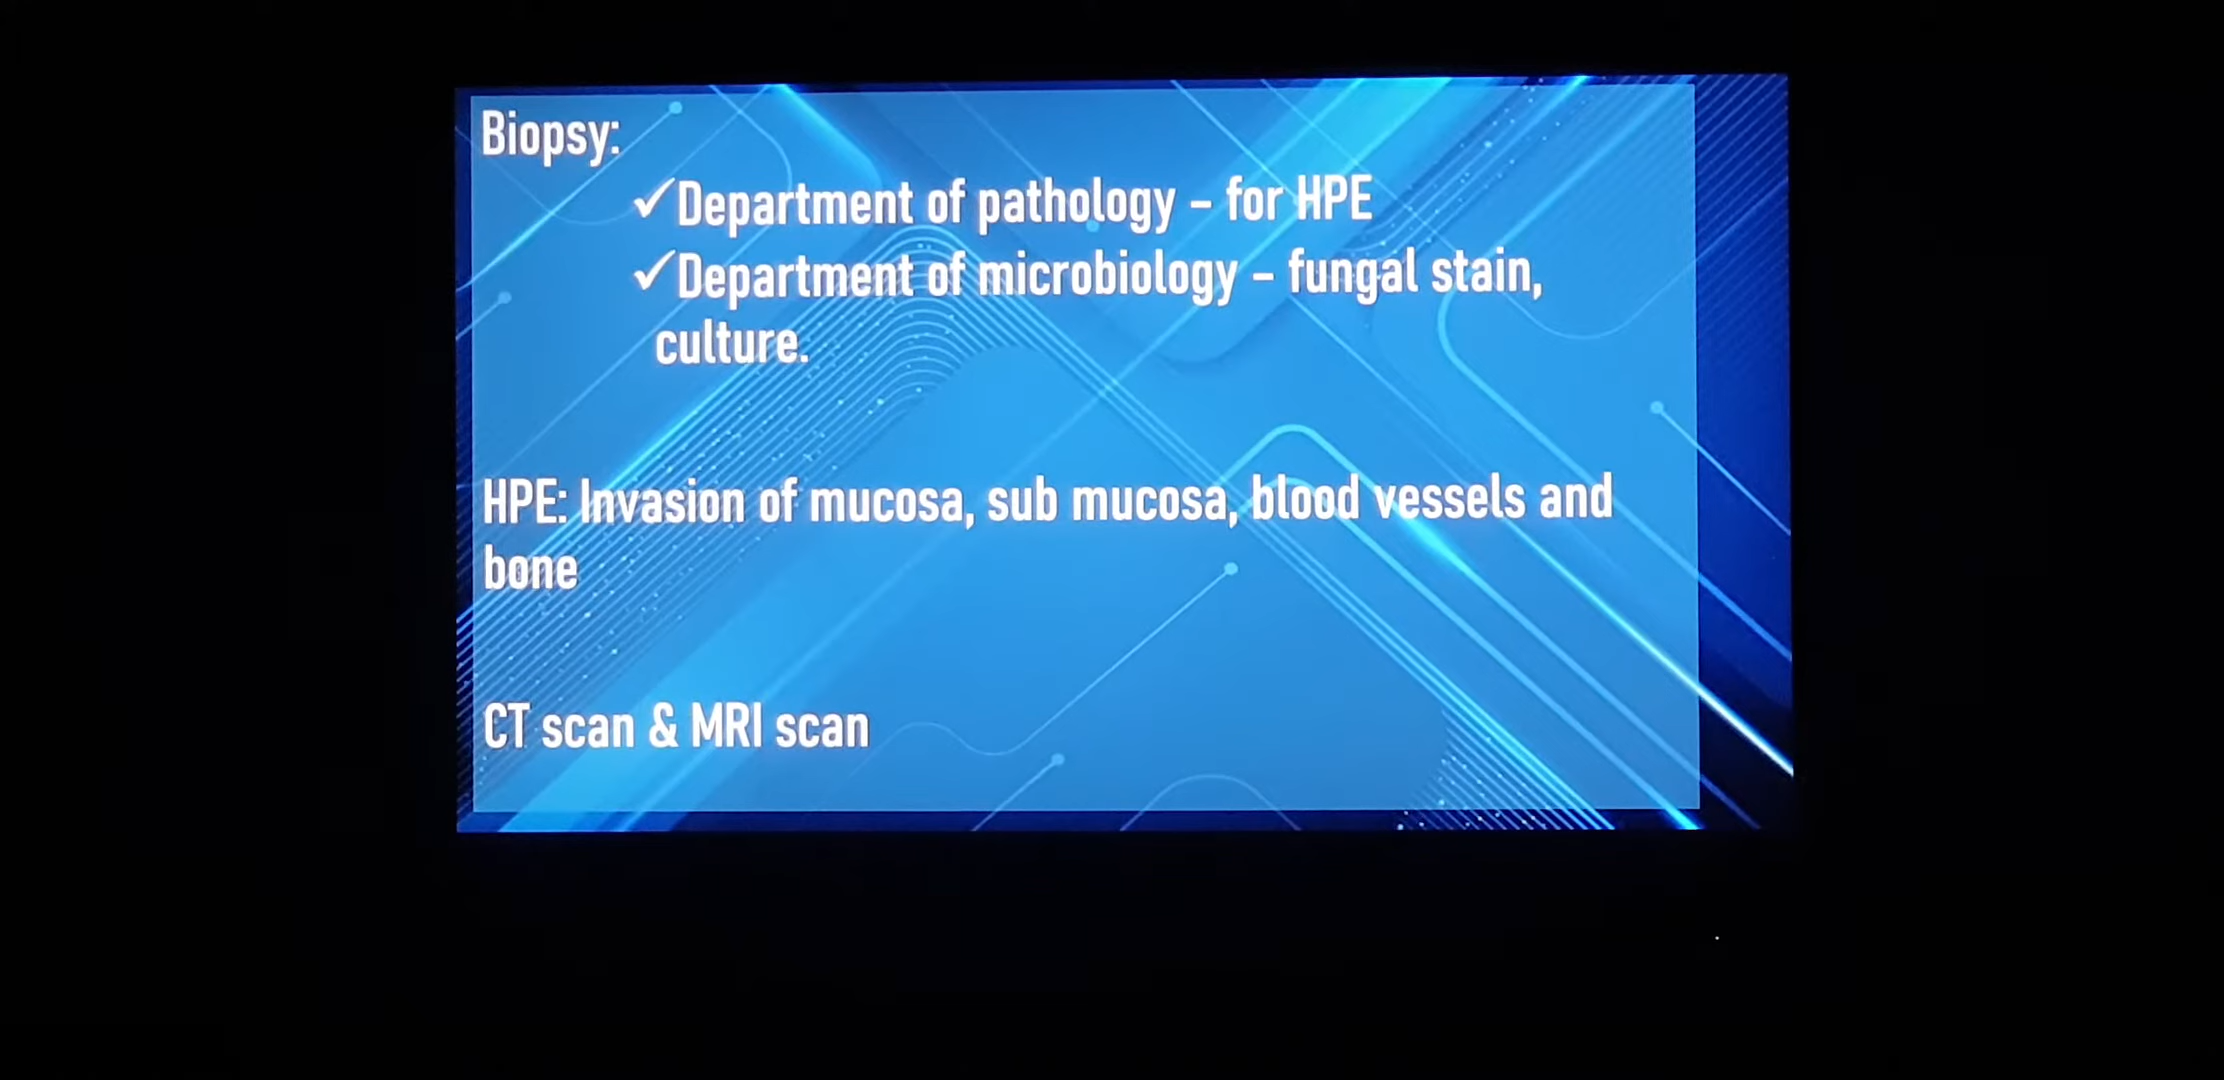 Biopsy:
✓Department of pathology – for HPE
✓Department of microbiology – fungal stain,
culture.
HPE: Invasion of mucosa, sub mucosa, blood vessels and
bone
CT scan & MRI scan